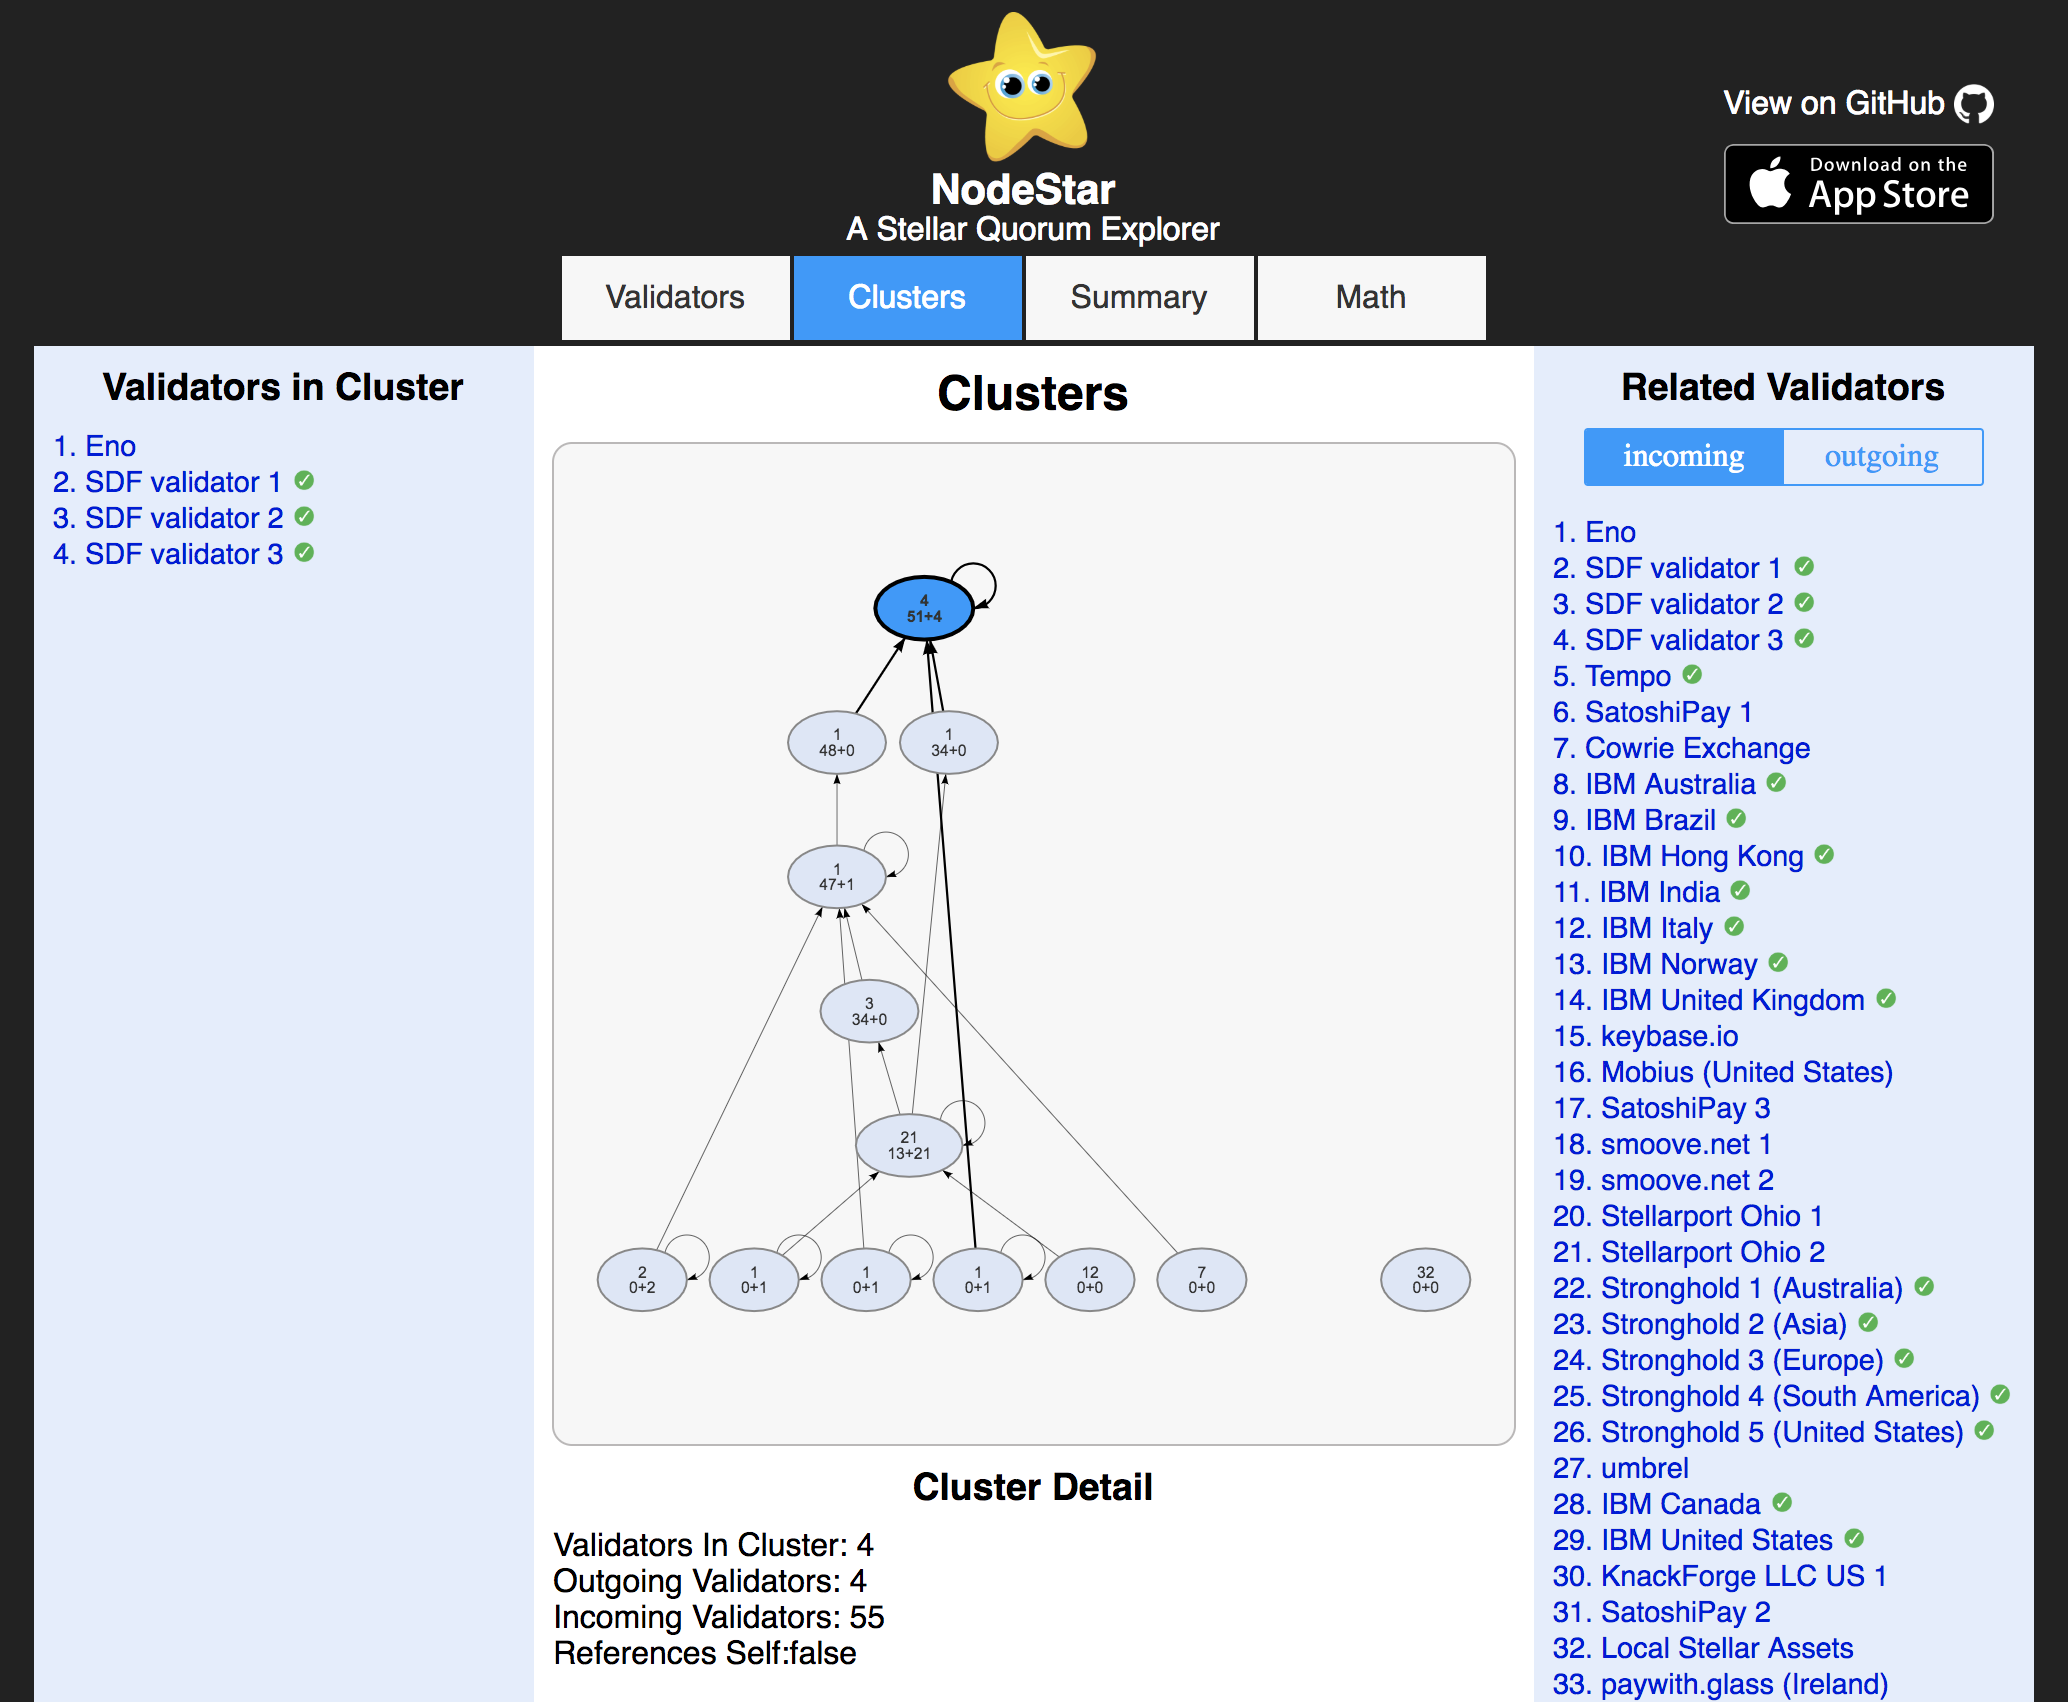 View on GitHub
Download on the
App Store
NodeStar
A Stellar Quorum Explorer
Validators
Clusters
Summary
Math
Validators in Cluster
1. Eno
2. SDF validator 1
3. SDF validator 2
4. SDF validator 3
Clusters
4
51+4
1
48+0
1
34+0
1
47+1
3
34+0
21
13+21
2
0+2
1
0+1
1
0+1
1
0+1
12
0+0
7
0+0
32
0+0
Cluster Detail
Validators In Cluster: 4
Outgoing Validators: 4
Incoming Validators: 55
References Self:false
Related Validators
incoming
outgoing
1. Eno
2. SDF validator 1
3. SDF validator 2
4. SDF validator 3
5. Tempo
6. SatoshiPay 1
7. Cowrie Exchange
8. IBM Australia
9. IBM Brazil
10. IBM Hong Kong
11. IBM India
12. IBM Italy
13. IBM Norway
14. IBM United Kingdom
15. keybase.io
16. Mobius (United States)
17. SatoshiPay 3
18. smoove.net 1
19. smoove.net 2
20. Stellarport Ohio 1
21. Stellarport Ohio 2
22. Stronghold 1 (Australia)
23. Stronghold 2 (Asia)
24. Stronghold 3 (Europe)
25. Stronghold 4 (South America)
26. Stronghold 5 (United States)
27. umbrel
28. IBM Canada
29. IBM United States
30. KnackForge LLC US 1
31. SatoshiPay 2
32. Local Stellar Assets
33. paywith.glass (Ireland)